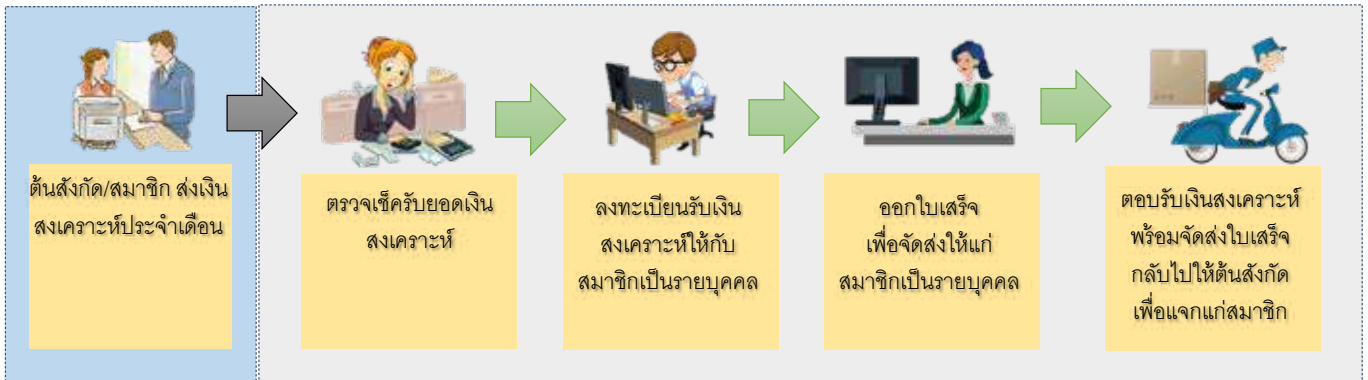 ต้นสังกัด/สมาชิก ส่งเงิน
สงเคราะห์ประจำเดือน
ตรวจเช็ครับยอดเงิน
สงเคราะห์
ลงทะเบียนรับเงิน
สงเคราะห์ให้กับ
สมาชิกเป็นรายบุคคล
ออกใบเสร็จ
เพื่อจัดส่งให้แก่
สมาชิกเป็นรายบุคคล
ตอบรับเงินสงเคราะห์
พร้อมจัดส่งใบเสร็จ
กลับไปให้ต้นสังกัด
เพื่อแจกแก่สมาชิก